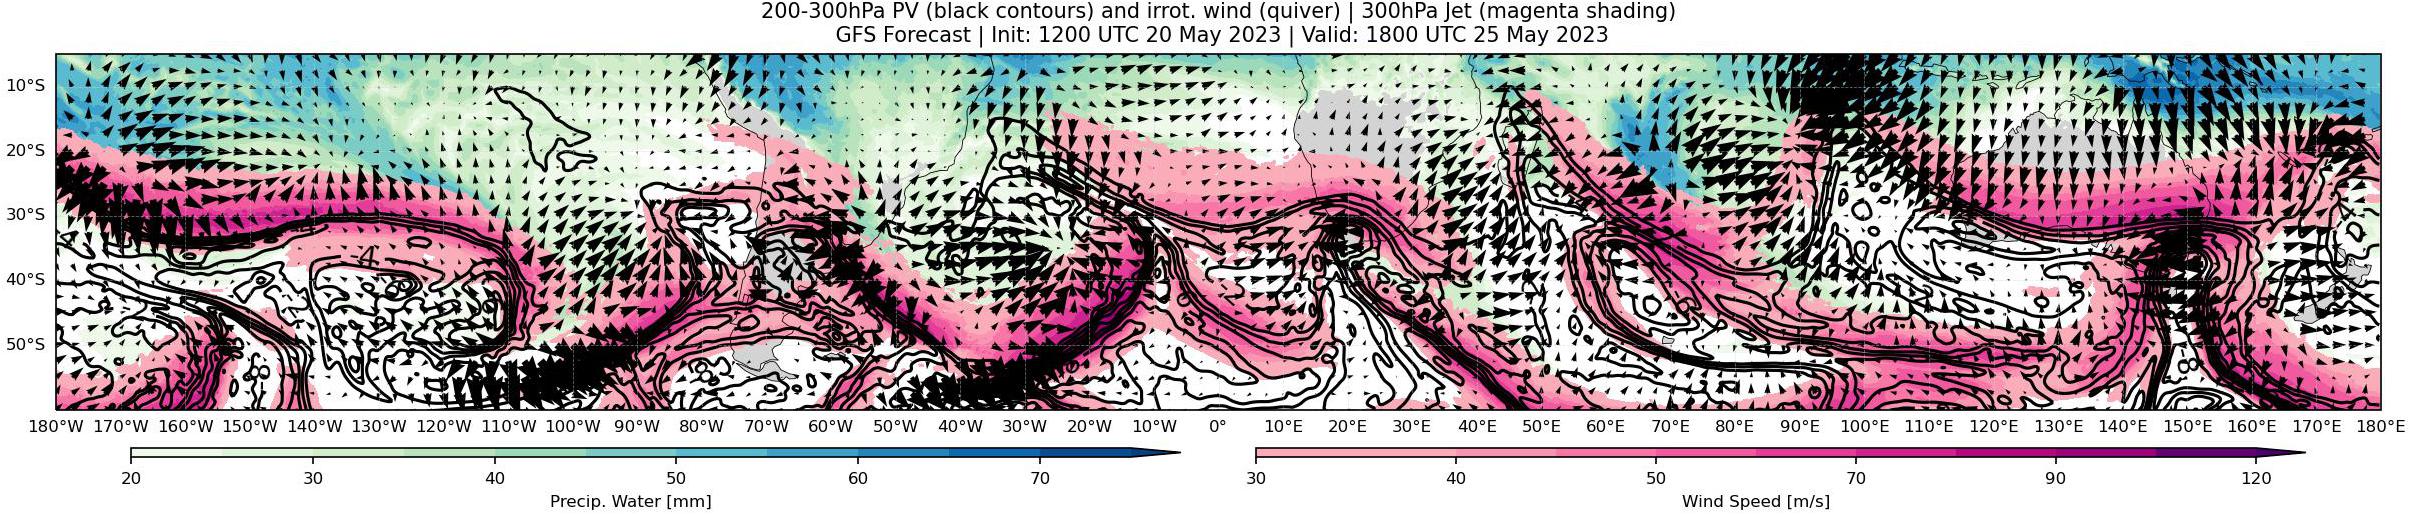 200-300hPa PV (black contours) and irrot. wind (quiver) | 300hPa Jet (magenta shading)
GFS Forecast | Init: 1200 UTC 20 May 2023 | Valid: 1800 UTC 25 May 2023
10°S
20°S
30°S
40°S
50°S
4
8
8
8
180°W 170°W 160°W 150°W 140°W 130°W 120°W 110°W 100°W 90°W 80°W 70°W 60°W 50°W 40°W 30°W 20°W 10°W 0° 10°E 20°E 30°E 40°E 50°E 60°E 70°E 80°E 90°E 100°E 110°E 120°E 130°E 140°E 150°E 160°E 170°E 180°E
20 30 40 50 60 70
Precip. Water [mm]
30 40 50 70 90 120
Wind Speed [m/s]